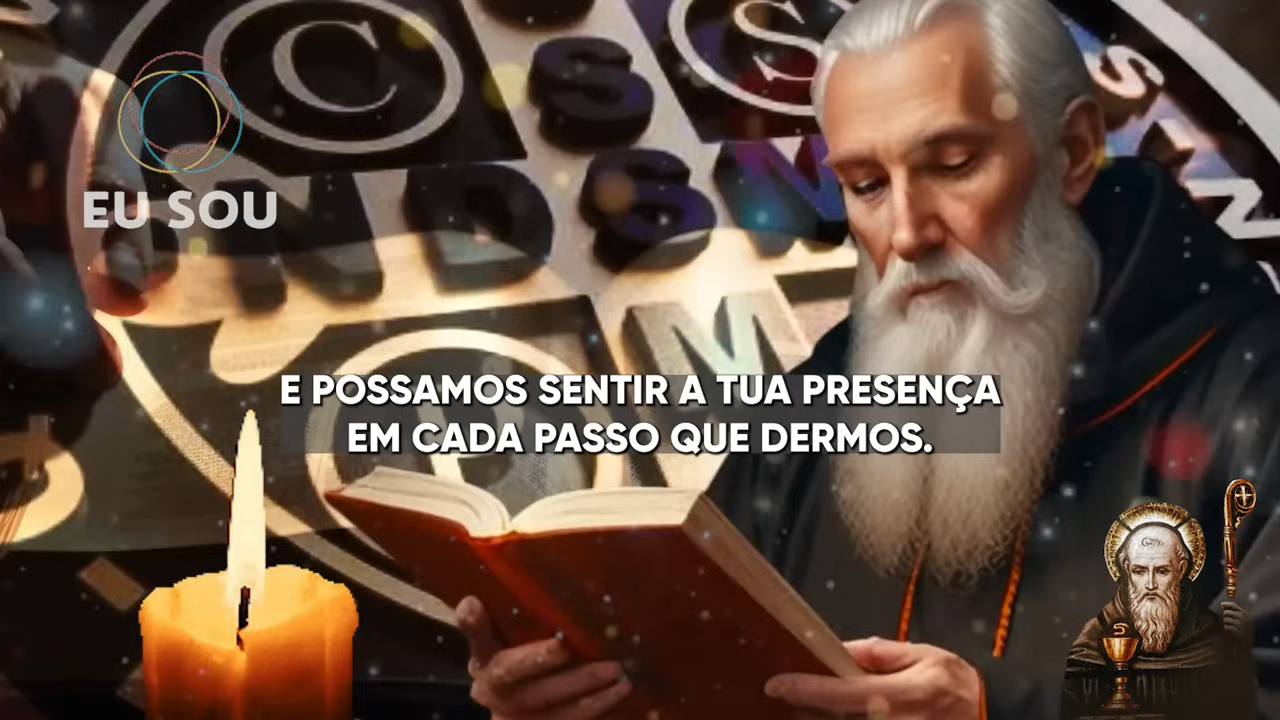 C S S
EU SOU
N D S M
M
E POSSAMOS SENTIR A TUA PRESENÇA
EM CADA PASSO QUE DERMOS.